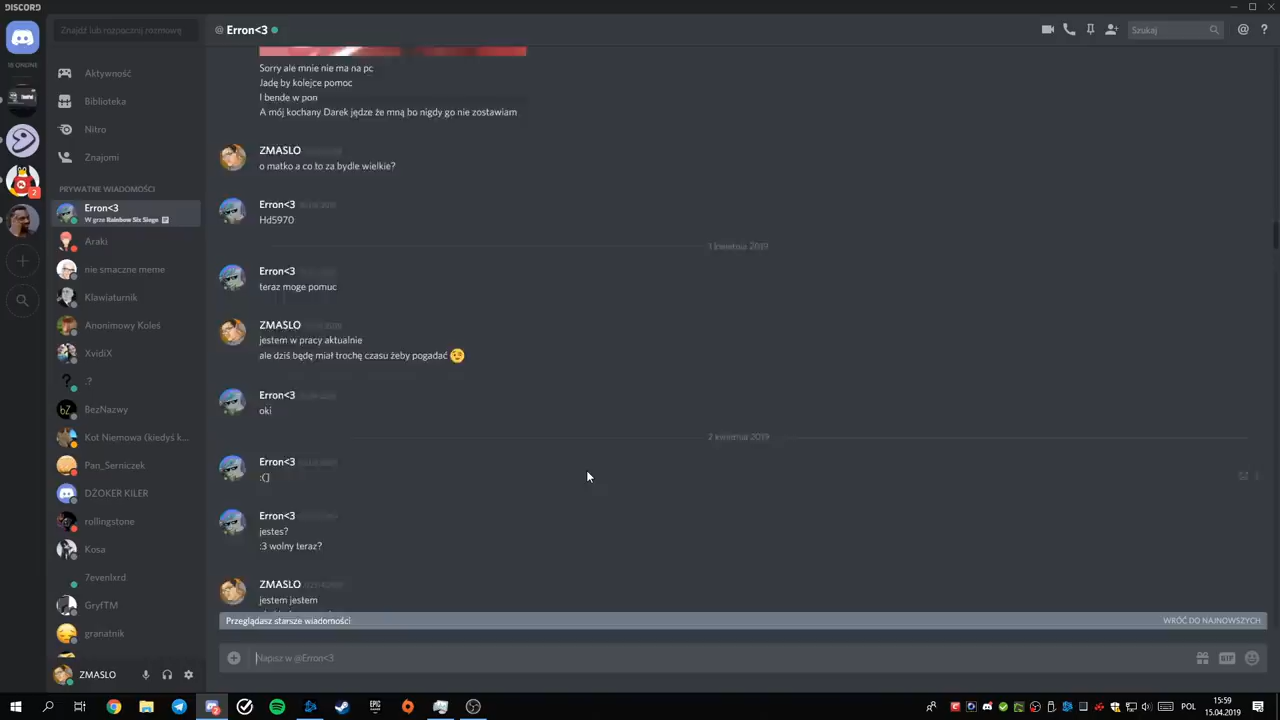 DISCORD
Znajdź lub rozpocznij rozmowę
@ Erron<3
Szukaj
18 ONLINE
Aktywność
Biblioteka
Nitro
Znajomi
PRYWATNE WIADOMOŚCI
Erron<3
W grze Rainbow Six Siege
Araki
nie smaczne meme
Klawiaturnik
Anonimowy Koleś
XvidiX
.?
BezNazwy
Kot Niemowa (kiedyś k...
Pan_Serniczek
DŻOKER KILER
rollingstone
Kosa
7evenlxrd
GryfTM
granatnik
ZMASLO
Sorry ale mnie nie ma na pc
Jadę by kolejce pomoc
I bende w pon
A mój kochany Darek jędze że mną bo nigdy go nie zostawiam
ZMASLO
o matko a co to za bydle wielkie?
Erron<3
Hd5970
1 kwietnia 2019
Erron<3
teraz moge pomuc
ZMASLO
jestem w pracy aktualnie
ale dziś będę miał trochę czasu żeby pogadać
Erron<3
oki
2 kwietnia 2019
Erron<3
:(]
Erron<3
jestes?
:3 wolny teraz?
ZMASLO
jestem jestem
Przeglądasz starsze wiadomości
WRÓĆ DO NAJNOWSZYCH
Napisz w @Erron<3
GIF
POL
15:59
15.04.2019